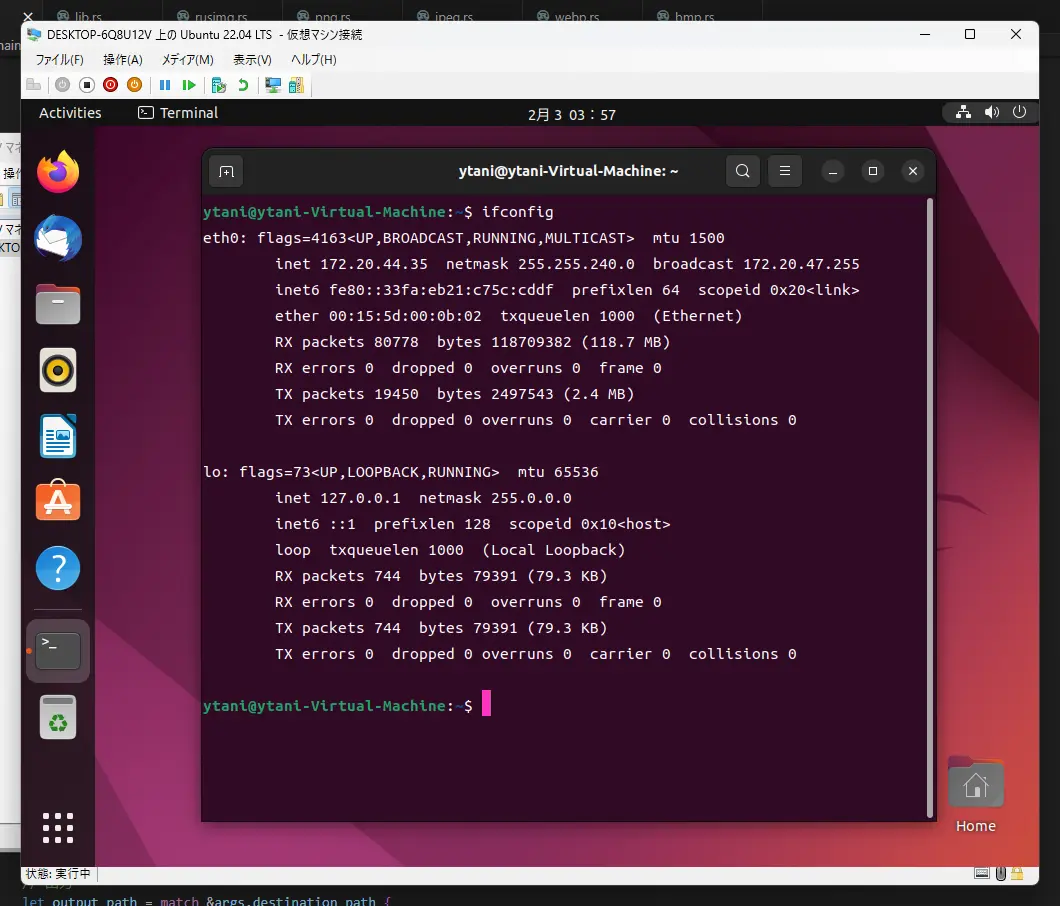 lib.rs rusimg.rs png.rs jpeg.rs webp.rs bmp.rs
DESKTOP-6Q8U12V 上の Ubuntu 22.04 LTS - 仮想マシン接続
ファイル(F) 操作(A) メディア(M) 表示(V) ヘルプ(H)
Activities Terminal 2月 3 03：57
ytani@ytani-Virtual-Machine: ~
ytani@ytani-Virtual-Machine:~$ ifconfig
eth0: flags=4163<UP,BROADCAST,RUNNING,MULTICAST> mtu 1500
inet 172.20.44.35 netmask 255.255.240.0 broadcast 172.20.47.255
inet6 fe80::33fa:eb21:c75c:cddf prefixlen 64 scopeid 0x20<link>
ether 00:15:5d:00:0b:02 txqueuelen 1000 (Ethernet)
RX packets 80778 bytes 118709382 (118.7 MB)
RX errors 0 dropped 0 overruns 0 frame 0
TX packets 19450 bytes 2497543 (2.4 MB)
TX errors 0 dropped 0 overruns 0 carrier 0 collisions 0
lo: flags=73<UP,LOOPBACK,RUNNING> mtu 65536
inet 127.0.0.1 netmask 255.0.0.0
inet6 ::1 prefixlen 128 scopeid 0x10<host>
loop txqueuelen 1000 (Local Loopback)
RX packets 744 bytes 79391 (79.3 KB)
RX errors 0 dropped 0 overruns 0 frame 0
TX packets 744 bytes 79391 (79.3 KB)
TX errors 0 dropped 0 overruns 0 carrier 0 collisions 0
ytani@ytani-Virtual-Machine:~$
Home
状態: 実行中
let output_path = match &args.destination_path {